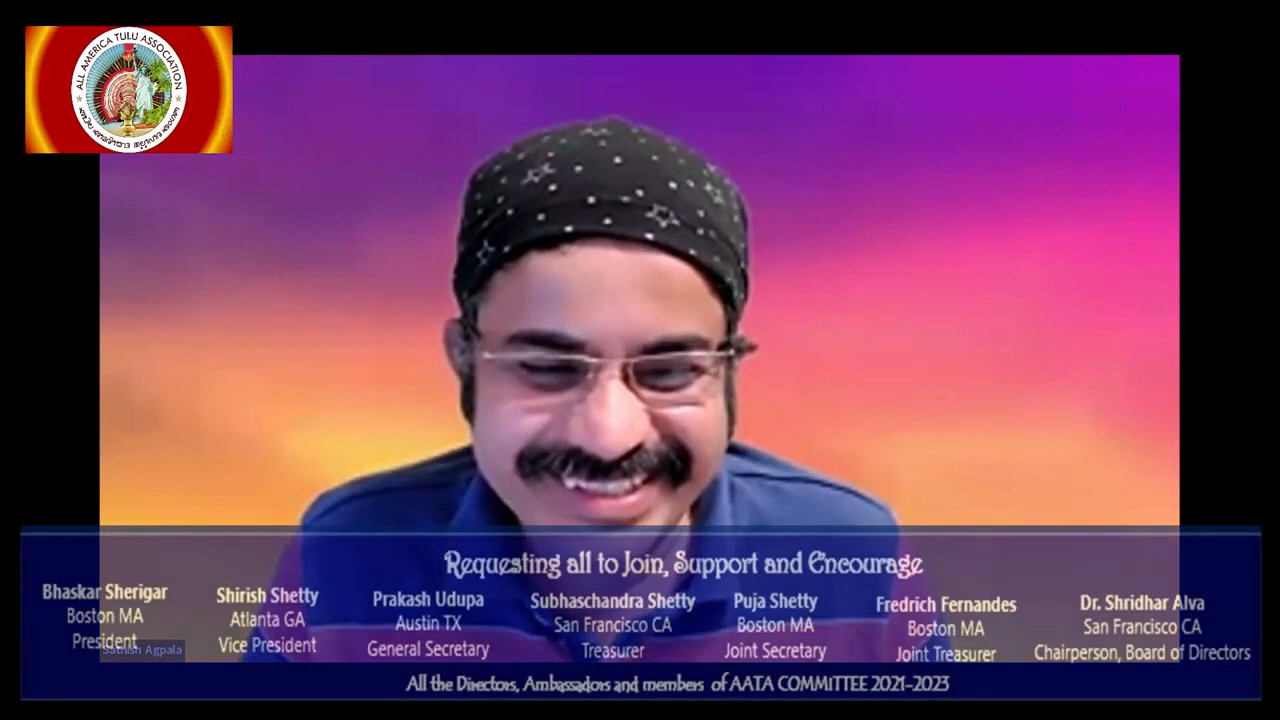 ALL AMERICA TULU ASSOCIATION
Requesting all to Join, Support and Encourage
Bhaskar Sherigar
Boston MA
President
Shirish Shetty
Atlanta GA
Vice President
Prakash Udupa
Austin TX
General Secretary
Subhaschandra Shetty
San Francisco CA
Treasurer
Puja Shetty
Boston MA
Joint Secretary
Fredrich Fernandes
Boston MA
Joint Treasurer
Dr. Shridhar Alva
San Francisco CA
Chairperson, Board of Directors
Sathish Agpala
All the Directors, Ambassadors and members of AATA COMMITTEE 2021-2023